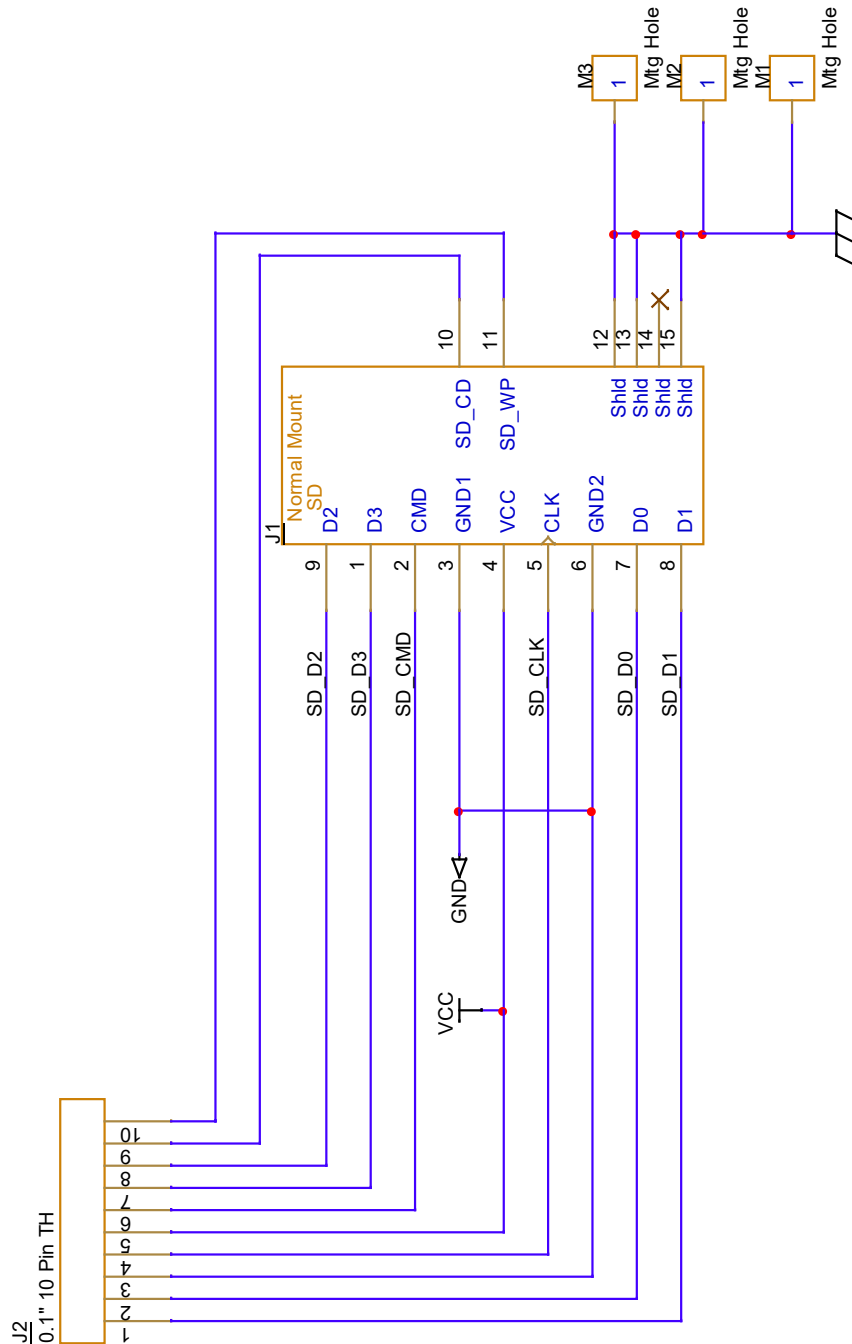 J2
0.1" 10 Pin TH
1
2
3
4
5
6
7
8
9
10
VCC
GND
SD_D2
SD_D3
SD_CMD
SD_CLK
SD_D0
SD_D1
J1
Normal Mount
SD
9
D2
1
D3
2
CMD
3
GND1
4
VCC
5
CLK
6
GND2
7
D0
8
D1
SD_CD
10
SD_WP
11
Shld
12
Shld
13
Shld
14
Shld
15
M3
1
Mtg Hole
M2
1
Mtg Hole
M1
1
Mtg Hole